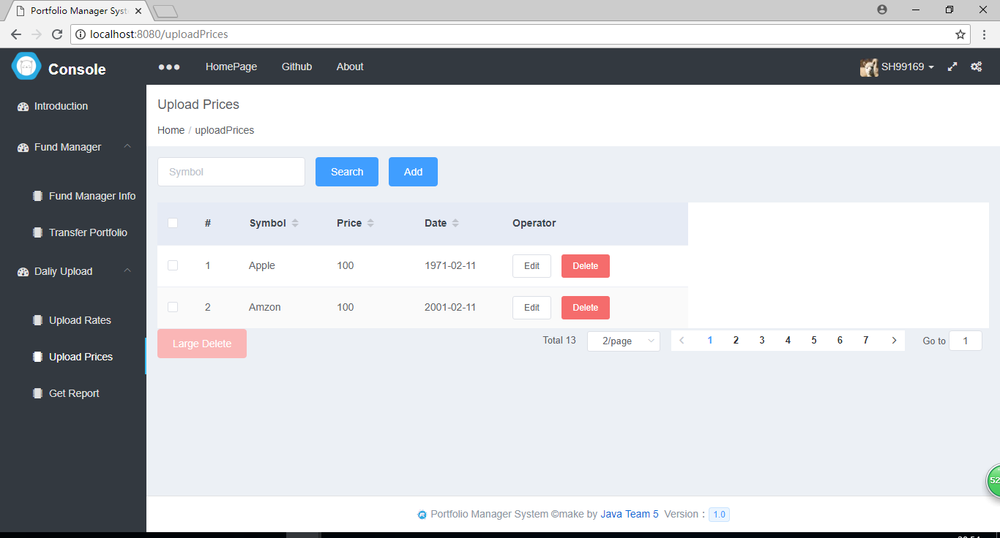 Portfolio Manager Syst
localhost:8080/uploadPrices
Console
HomePage Github About
SH99169
Introduction
Fund Manager
Fund Manager Info
Transfer Portfolio
Daliy Upload
Upload Rates
Upload Prices
Get Report
Upload Prices
Home / uploadPrices
Symbol Search Add
# Symbol Price Date Operator
1 Apple 100 1971-02-11 Edit Delete
2 Amzon 100 2001-02-11 Edit Delete
Large Delete
Total 13 2/page 1 2 3 4 5 6 7 Go to 1
52
Portfolio Manager System ©make by Java Team 5 Version : 1.0